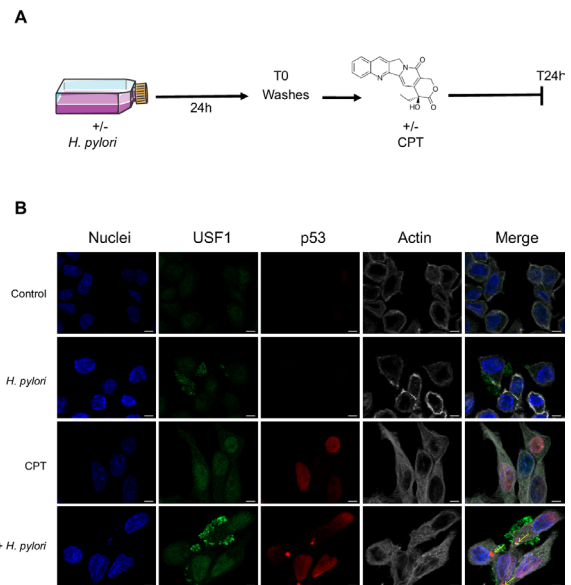 A
T0
Washes
24h
+/-
H. pylori
N
N
O
O
O
HO
+/-
CPT
T24h
B
Nuclei
USF1
p53
Actin
Merge
Control
H. pylori
CPT
+ H. pylori